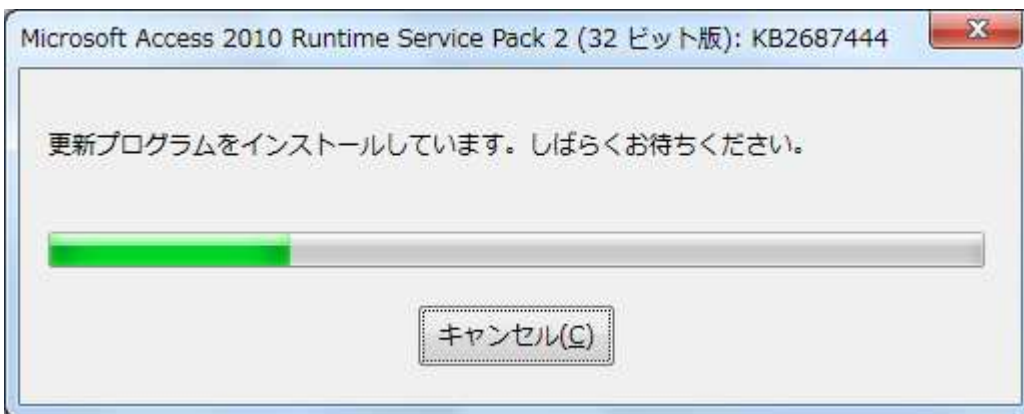 Microsoft Access 2010 Runtime Service Pack 2 (32 ビット版): KB2687444
更新プログラムをインストールしています。しばらくお待ちください。
キャンセル(C)